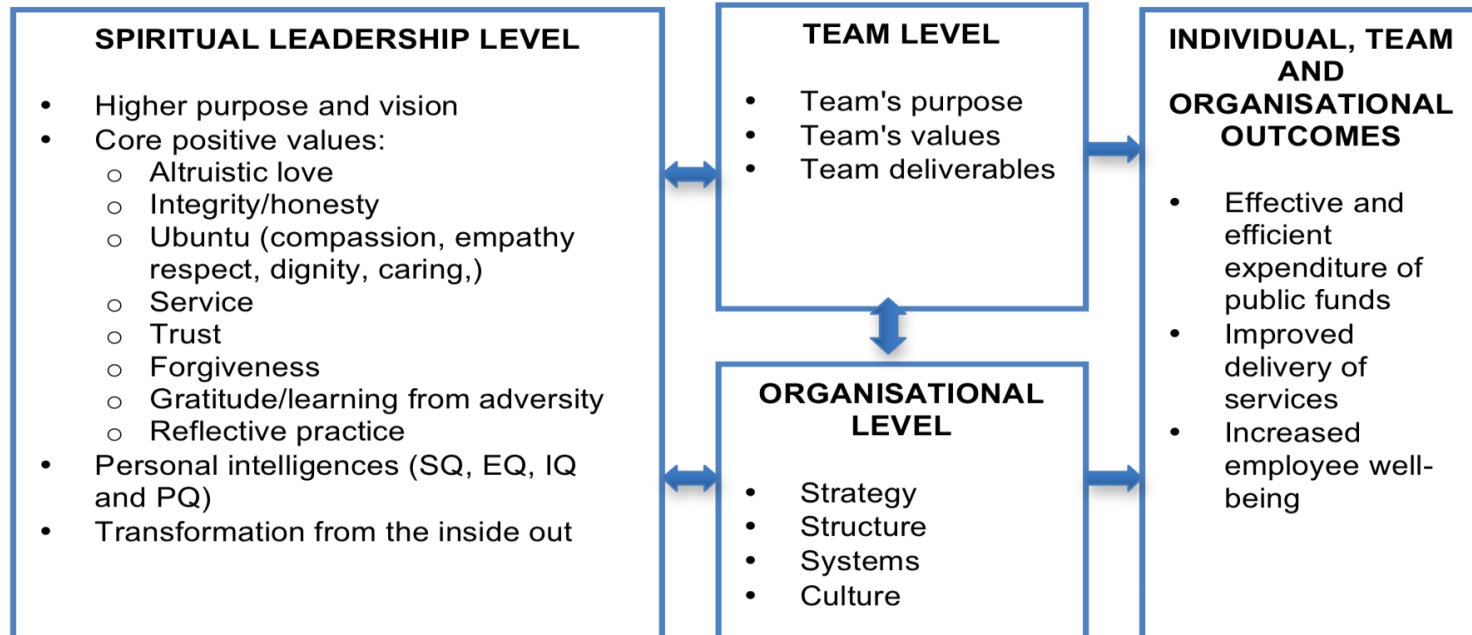 SPIRITUAL LEADERSHIP LEVEL
• Higher purpose and vision
• Core positive values:
o Altruistic love
o Integrity/honesty
o Ubuntu (compassion, empathy
respect, dignity, caring,)
o Service
o Trust
o Forgiveness
o Gratitude/learning from adversity
o Reflective practice
• Personal intelligences (SQ, EQ, IQ
and PQ)
• Transformation from the inside out
TEAM LEVEL
• Team's purpose
• Team's values
• Team deliverables
ORGANISATIONAL
LEVEL
• Strategy
• Structure
• Systems
• Culture
INDIVIDUAL, TEAM
AND
ORGANISATIONAL
OUTCOMES
• Effective and
efficient
expenditure of
public funds
• Improved
delivery of
services
• Increased
employee well-
being